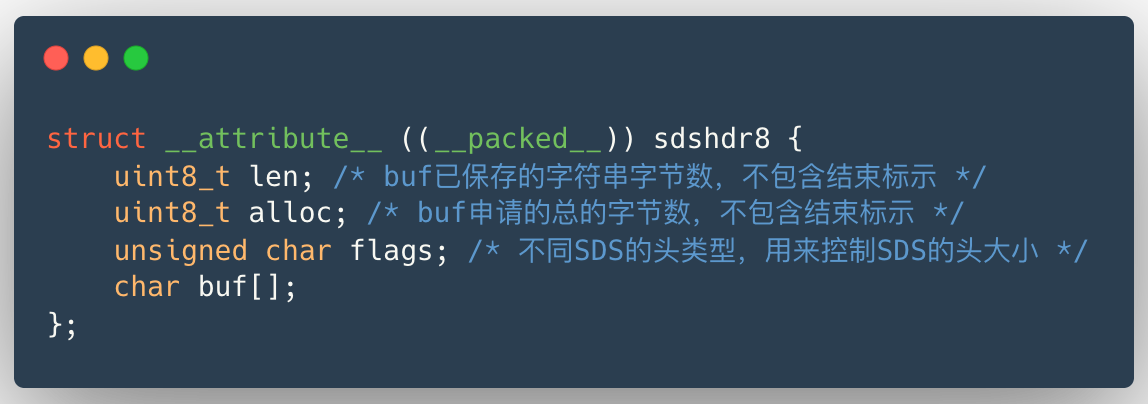 struct __attribute__ ((__packed__)) sdshdr8 {
    uint8_t len; /* buf已保存的字符串字节数，不包含结束标示 */
    uint8_t alloc; /* buf申请的总的字节数，不包含结束标示 */
    unsigned char flags; /* 不同SDS的头类型，用来控制SDS的头大小 */
    char buf[];
};